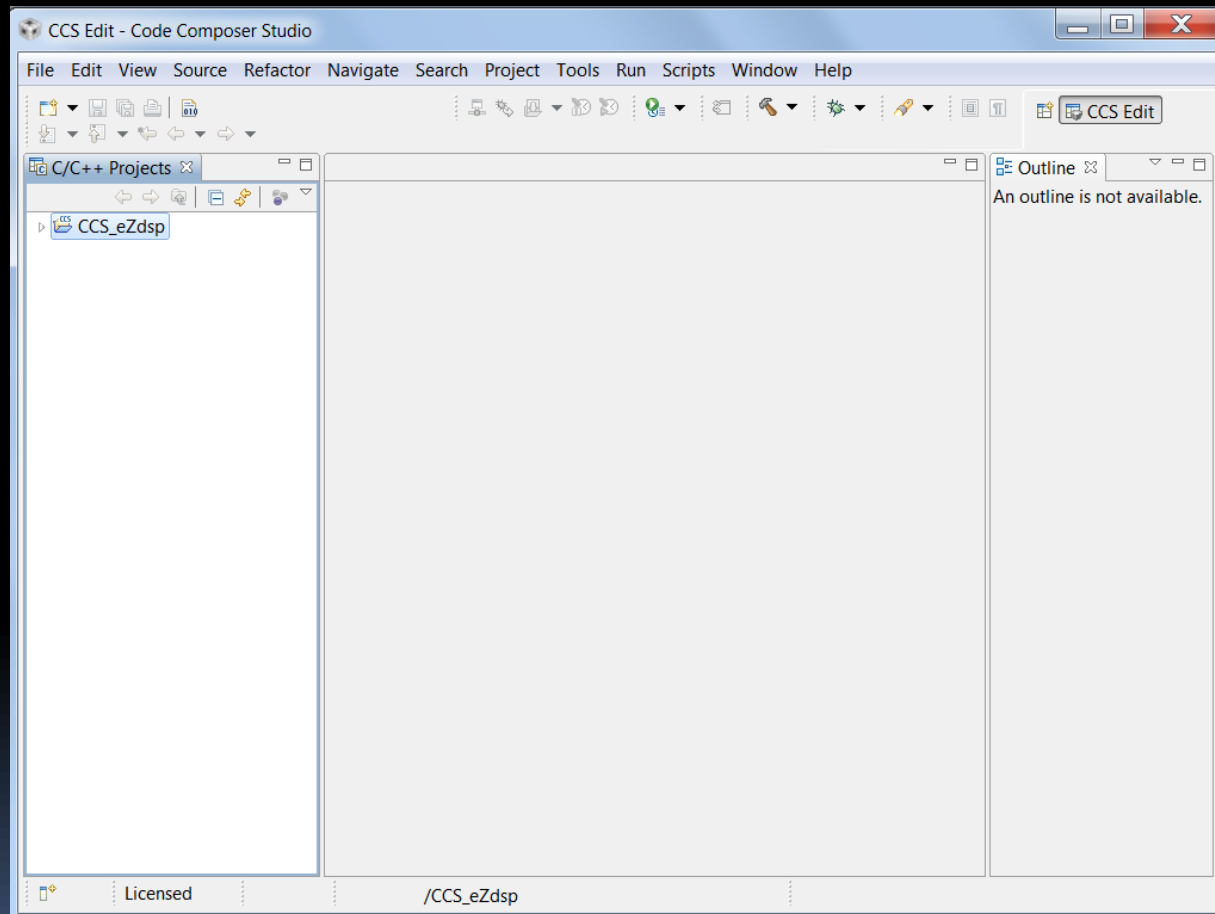 CCS Edit - Code Composer Studio
File Edit View Source Refactor Navigate Search Project Tools Run Scripts Window Help
010
CCS Edit
C/C++ Projects
Outline
An outline is not available.
CCS_eZdsp
Licensed
/CCS_eZdsp